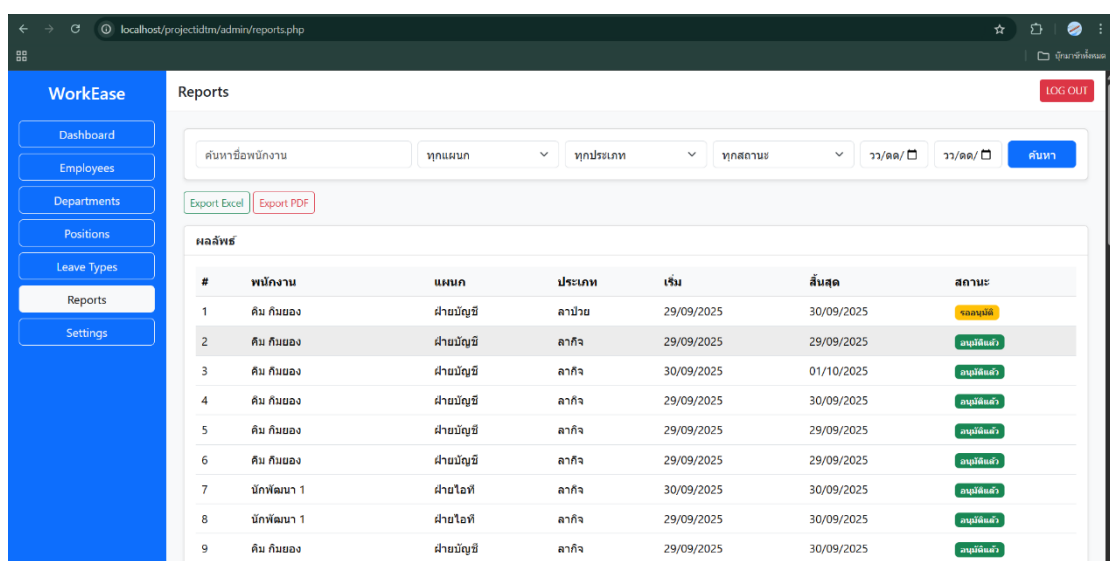 localhost/projectidtm/admin/reports.php
บุ๊กมาร์กทั้งหมด
WorkEase
Reports
LOG OUT
Dashboard
Employees
Departments
Positions
Leave Types
Reports
Settings
ค้นหาชื่อพนักงาน ทุกแผนก ทุกประเภท ทุกสถานะ วว/ดด/ วว/ดด/ ค้นหา
Export Excel Export PDF
ผลลัพธ์
# พนักงาน แผนก ประเภท เริ่ม สิ้นสุด สถานะ
1 คิม กิมยอง ฝ่ายบัญชี ลาป่วย 29/09/2025 30/09/2025 รออนุมัติ
2 คิม กิมยอง ฝ่ายบัญชี ลากิจ 29/09/2025 29/09/2025 อนุมัติแล้ว
3 คิม กิมยอง ฝ่ายบัญชี ลากิจ 30/09/2025 01/10/2025 อนุมัติแล้ว
4 คิม กิมยอง ฝ่ายบัญชี ลากิจ 29/09/2025 30/09/2025 อนุมัติแล้ว
5 คิม กิมยอง ฝ่ายบัญชี ลากิจ 29/09/2025 29/09/2025 อนุมัติแล้ว
6 คิม กิมยอง ฝ่ายบัญชี ลากิจ 29/09/2025 29/09/2025 อนุมัติแล้ว
7 นักพัฒนา 1 ฝ่ายไอที ลากิจ 30/09/2025 30/09/2025 อนุมัติแล้ว
8 นักพัฒนา 1 ฝ่ายไอที ลากิจ 29/09/2025 30/09/2025 อนุมัติแล้ว
9 คิม กิมยอง ฝ่ายบัญชี ลากิจ 29/09/2025 30/09/2025 อนุมัติแล้ว